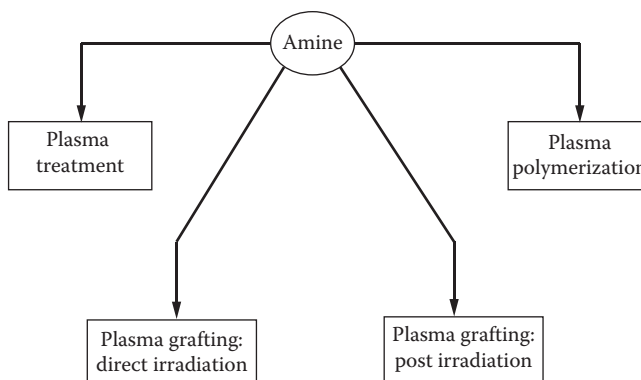 Amine
Plasma
treatment
Plasma
polymerization
Plasma grafting:
direct irradiation
Plasma grafting:
post irradiation